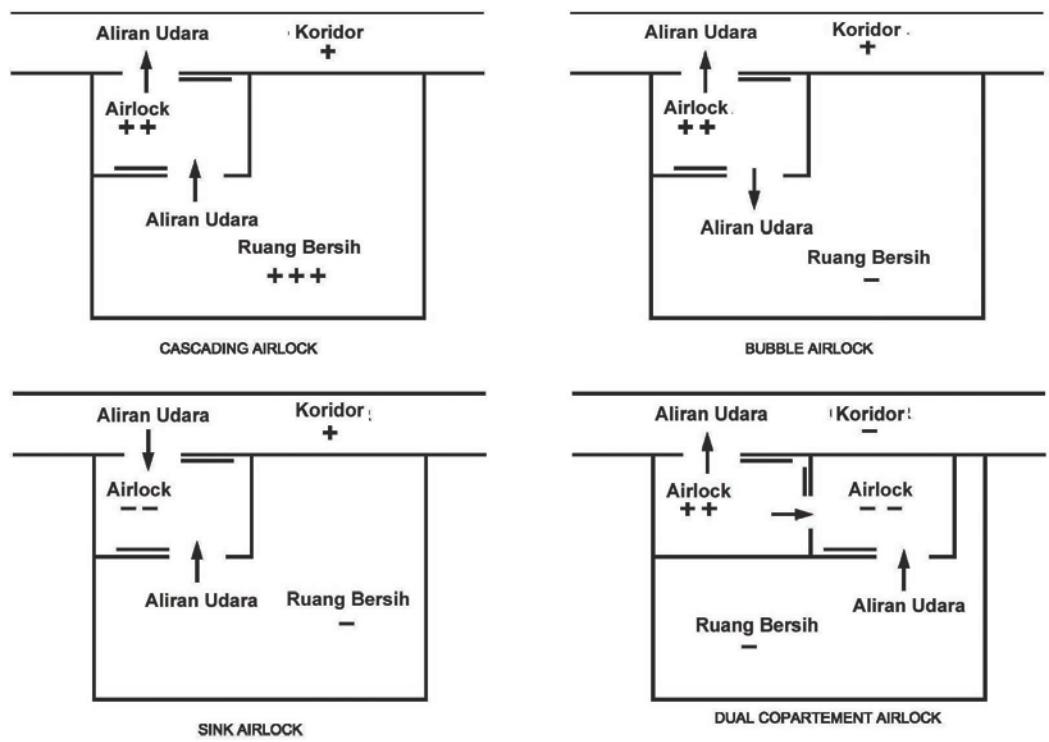 Aliran Udara
Koridor
+
Airlock
++
Aliran Udara
Ruang Bersih
+++
CASCADING AIRLOCK
Aliran Udara
Koridor
+
Airlock
++
Aliran Udara
Ruang Bersih
−
BUBBLE AIRLOCK
Aliran Udara
Koridor
+
Airlock
−−
Aliran Udara
Ruang Bersih
−
SINK AIRLOCK
Aliran Udara
Koridor
−
Airlock
++
Airlock
−−
Aliran Udara
Ruang Bersih
−
DUAL COPARTEMENT AIRLOCK